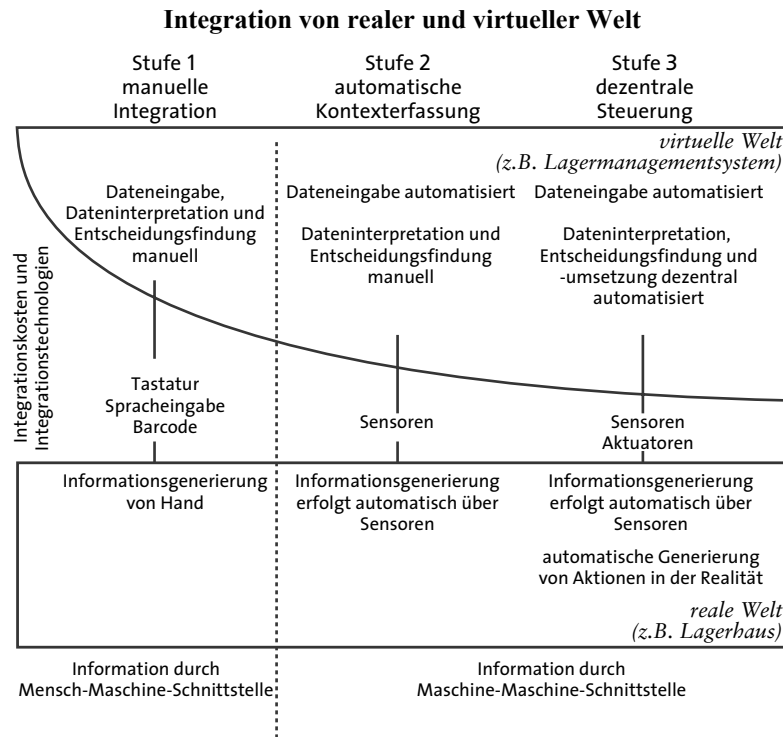 Integration von realer und virtueller Welt
Stufe 1
manuelle
Integration
Stufe 2
automatische
Kontexterfassung
Stufe 3
dezentrale
Steuerung
virtuelle Welt
(z.B. Lagermanagementsystem)
Dateneingabe,
Dateninterpretation und
Entscheidungsfindung
manuell
Dateneingabe automatisiert
Dateninterpretation und
Entscheidungsfindung
manuell
Dateneingabe automatisiert
Dateninterpretation,
Entscheidungsfindung und
-umsetzung dezentral
automatisiert
Integrationskosten und
Integrationstechnologien
Tastatur
Spracheingabe
Barcode
Sensoren
Sensoren
Aktuatoren
Informationsgenerierung
von Hand
Informationsgenerierung
erfolgt automatisch über
Sensoren
Informationsgenerierung
erfolgt automatisch über
Sensoren
automatische Generierung
von Aktionen in der Realität
reale Welt
(z.B. Lagerhaus)
Information durch
Mensch-Maschine-Schnittstelle
Information durch
Maschine-Maschine-Schnittstelle